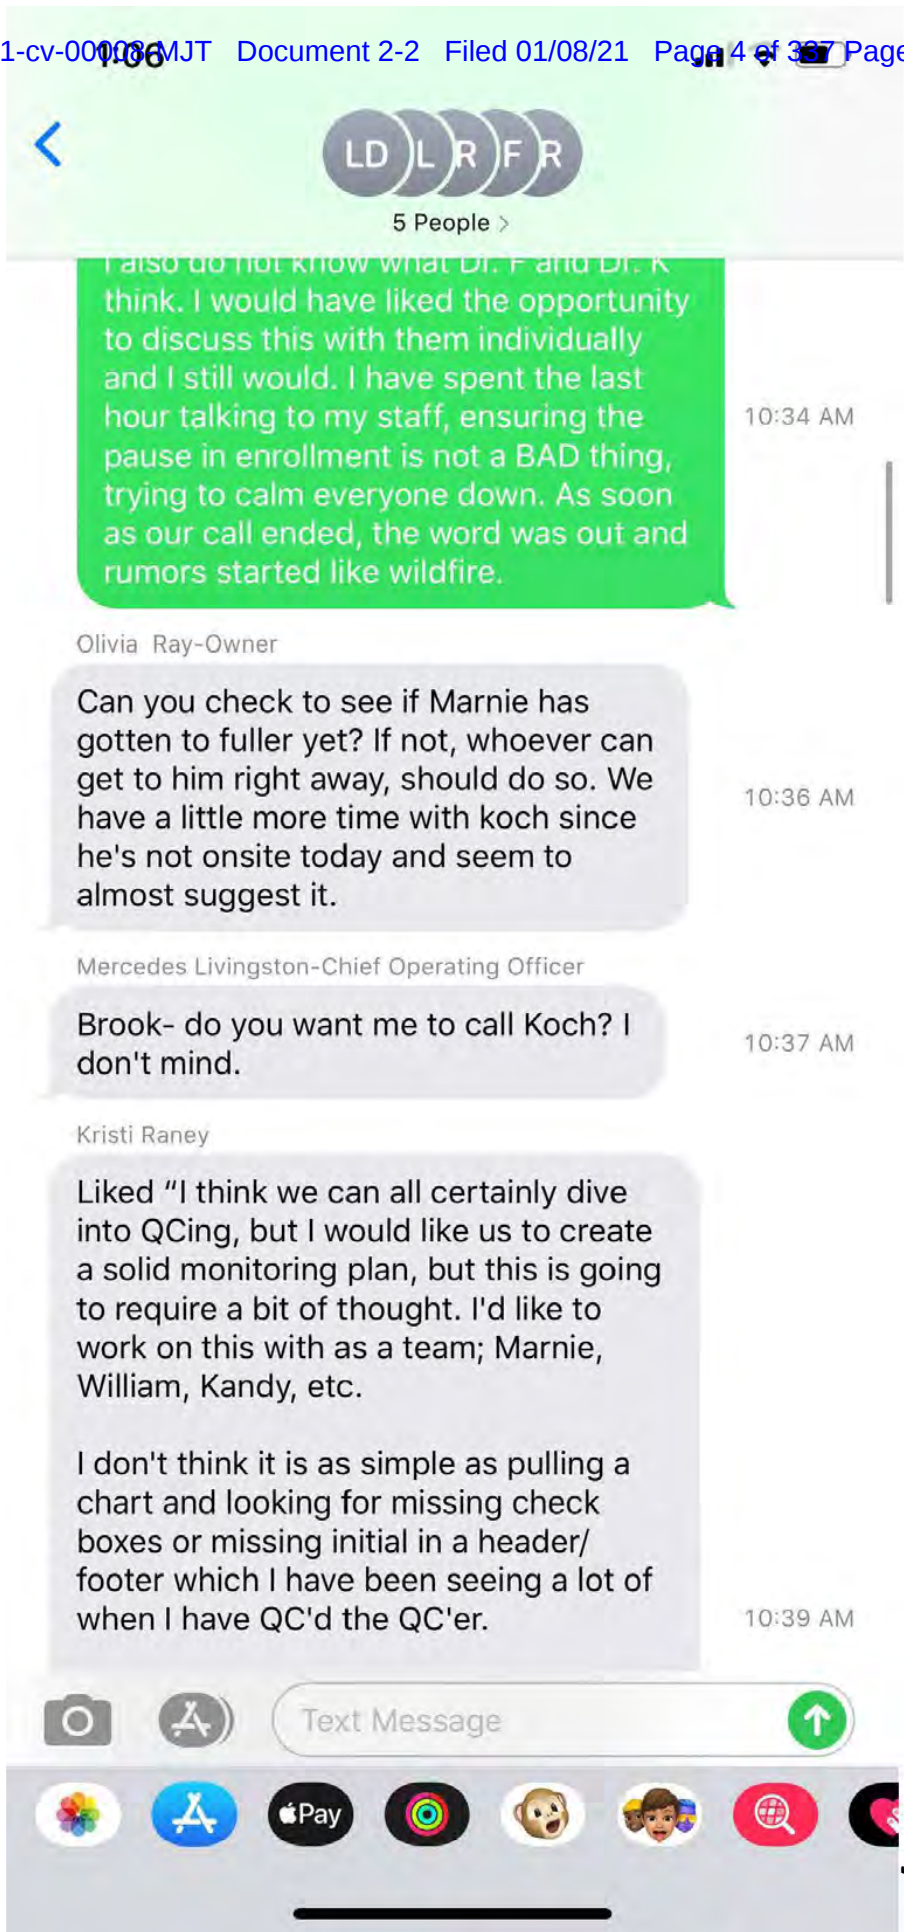 1-cv-00008-MJT Document 2-2 Filed 01/08/21 Page 4 of 337 Page
1:06
LD L R F R
5 People >
I also do not know what Dr. F and Dr. K
think. I would have liked the opportunity
to discuss this with them individually
and I still would. I have spent the last
hour talking to my staff, ensuring the
pause in enrollment is not a BAD thing,
trying to calm everyone down. As soon
as our call ended, the word was out and
rumors started like wildfire.
10:34 AM
Olivia Ray-Owner
Can you check to see if Marnie has
gotten to fuller yet? If not, whoever can
get to him right away, should do so. We
have a little more time with koch since
he's not onsite today and seem to
almost suggest it.
10:36 AM
Mercedes Livingston-Chief Operating Officer
Brook- do you want me to call Koch? I
don't mind.
10:37 AM
Kristi Raney
Liked "I think we can all certainly dive
into QCing, but I would like us to create
a solid monitoring plan, but this is going
to require a bit of thought. I'd like to
work on this with as a team; Marnie,
William, Kandy, etc.
I don't think it is as simple as pulling a
chart and looking for missing check
boxes or missing initial in a header/
footer which I have been seeing a lot of
when I have QC'd the QC'er.
10:39 AM
Text Message
Pay